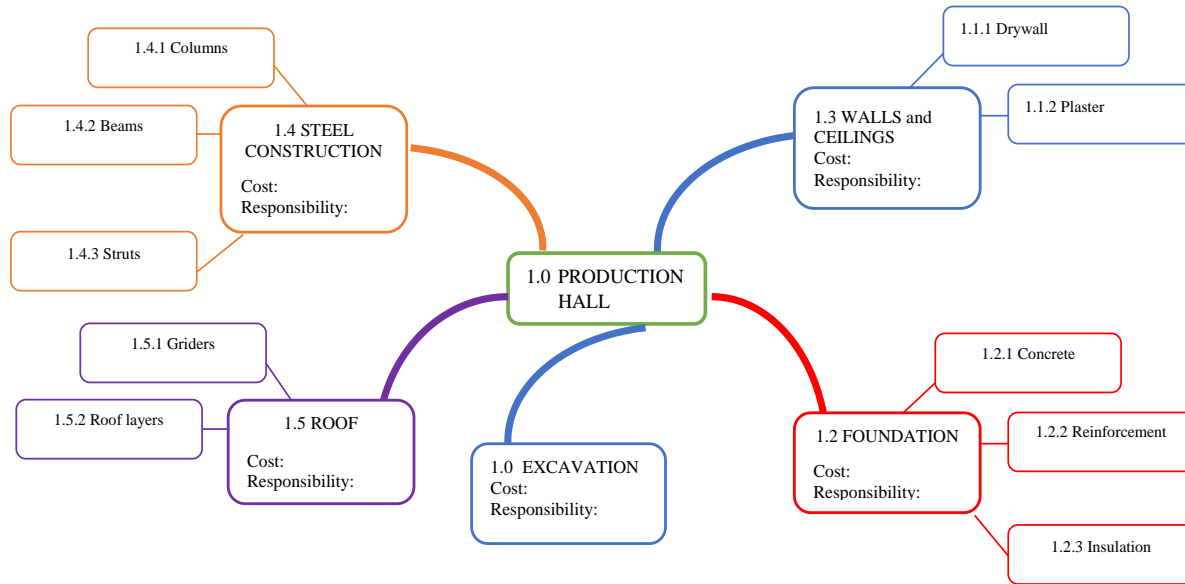 1.4.1 Columns
1.4.2 Beams
1.4 STEEL
CONSTRUCTION
Cost:
Responsibility:
1.4.3 Struts
1.1.1 Drywall
1.1.2 Plaster
1.3 WALLS and
CEILINGS
Cost:
Responsibility:
1.0 PRODUCTION
HALL
1.5.1 Griders
1.5.2 Roof layers
1.5 ROOF
Cost:
Responsibility:
1.0 EXCAVATION
Cost:
Responsibility:
1.2.1 Concrete
1.2 FOUNDATION
Cost:
Responsibility:
1.2.2 Reinforcement
1.2.3 Insulation